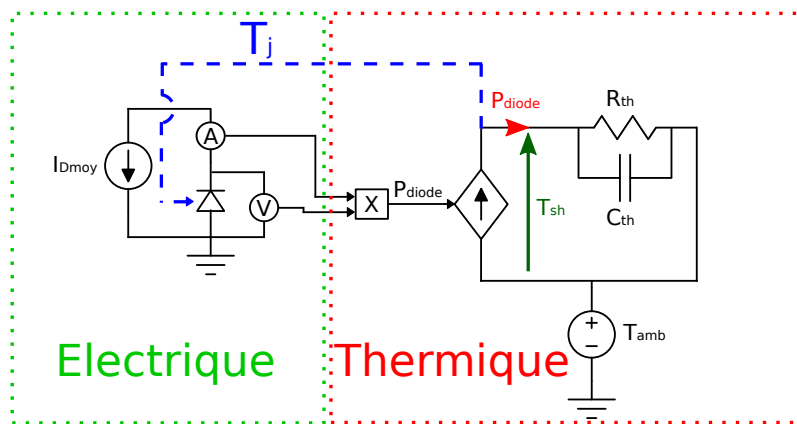 Tj
Pdiode
Rth
A
IDmoy
V
X
Pdiode
Tsh
Cth
Tamb
+
−
Electrique
Thermique